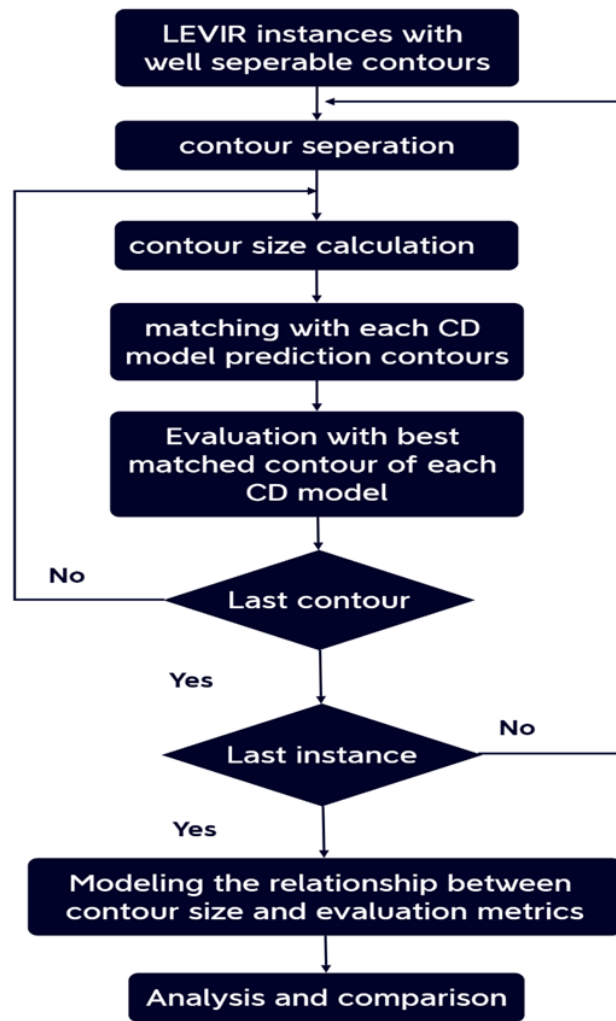 LEVIR instances with
well seperable contours
contour seperation
contour size calculation
matching with each CD
model prediction contours
Evaluation with best
matched contour of each
CD model
No
Last contour
Yes
No
Last instance
Yes
Modeling the relationship between
contour size and evaluation metrics
Analysis and comparison